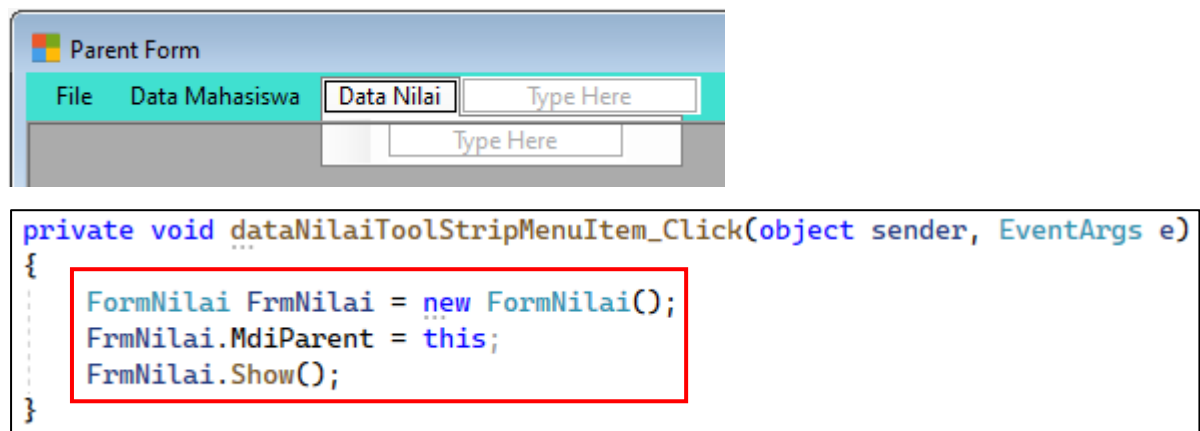 Parent Form
File Data Mahasiswa Data Nilai Type Here
Type Here
private void dataNilaiToolStripMenuItem_Click(object sender, EventArgs e)
{
FormNilai FrmNilai = new FormNilai();
FrmNilai.MdiParent = this;
FrmNilai.Show();
}